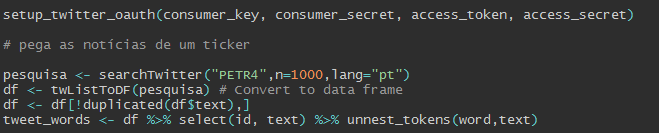 setup_twitter_oauth(consumer_key, consumer_secret, access_token, access_secret)
# pega as notícias de um ticker
pesquisa <- searchTwitter("PETR4",n=1000,lang="pt")
df <- twListToDF(pesquisa) # Convert to data frame
df <- df[!duplicated(df$text),]
tweet_words <- df %>% select(id, text) %>% unnest_tokens(word,text)